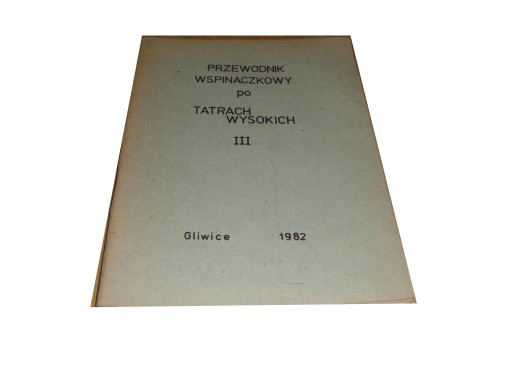 PRZEWODNIK
WSPINACZKOWY
po
TATRACH
WYSOKICH
III
Gliwice 1982